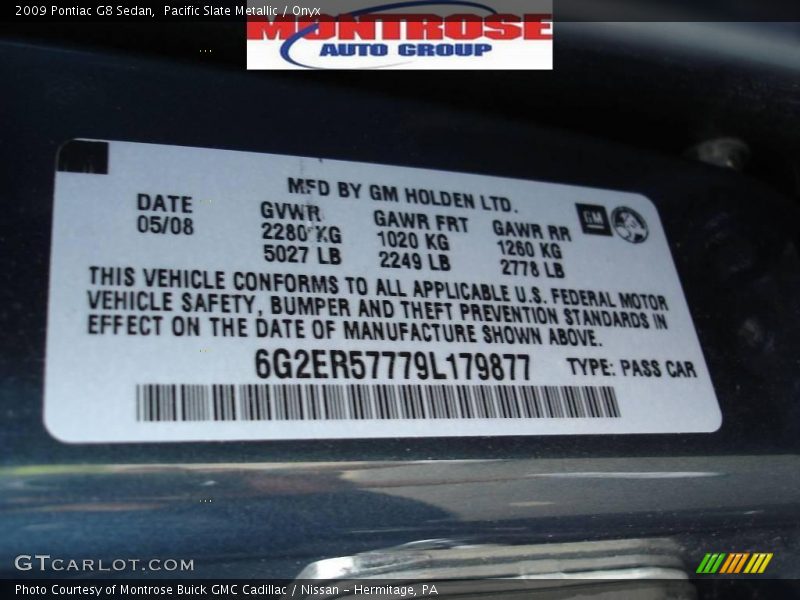 2009 Pontiac G8 Sedan, Pacific Slate Metallic / Onyx
MONTROSE
AUTO GROUP
MFD BY GM HOLDEN LTD.
DATE GVWR GAWR FRT GAWR RR
05/08 2280 KG 1020 KG 1260 KG
5027 LB 2249 LB 2778 LB
GM
THIS VEHICLE CONFORMS TO ALL APPLICABLE U.S. FEDERAL MOTOR
VEHICLE SAFETY, BUMPER AND THEFT PREVENTION STANDARDS IN
EFFECT ON THE DATE OF MANUFACTURE SHOWN ABOVE.
6G2ER57779L179877 TYPE: PASS CAR
GTCARLOT.COM
Photo Courtesy of Montrose Buick GMC Cadillac / Nissan - Hermitage, PA